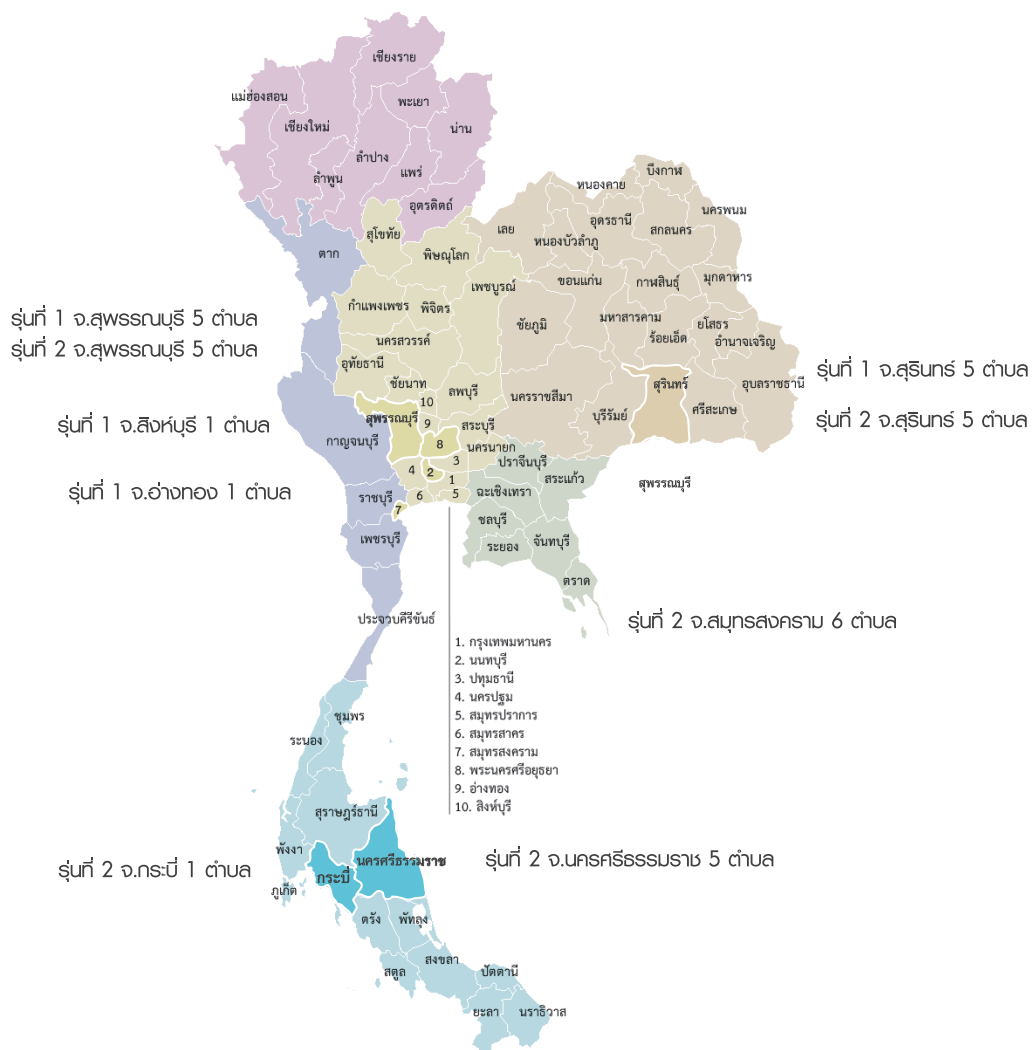 เชียงราย
แม่ฮ่องสอน
พะเยา
เชียงใหม่
น่าน
ลำปาง
แพร่
ลำพูน
อุตรดิตถ์
บึงกาฬ
หนองคาย
นครพนม
เลย
อุดรธานี
สกลนคร
หนองบัวลำภู
สุโขทัย
ตาก
พิษณุโลก
เพชบูรณ์
ขอนแก่น
กาฬสินธุ์
มุกดาหาร
กำแพงเพชร
พิจิตร
ชัยภูมิ
มหาสารคาม
ร้อยเอ็ด
ยโสธร
อำนาจเจริญ
รุ่นที่ 1 จ.สุพรรณบุรี 5 ตำบล
รุ่นที่ 2 จ.สุพรรณบุรี 5 ตำบล
นครสวรรค์
อุทัยธานี
ชัยนาท
ลพบุรี
นครราชสีมา
บุรีรัมย์
สุรินทร์
ศรีสะเกษ
อุบลราชธานี
รุ่นที่ 1 จ.สุรินทร์ 5 ตำบล
รุ่นที่ 2 จ.สุรินทร์ 5 ตำบล
10
สุพรรณบุรี
9
สระบุรี
รุ่นที่ 1 จ.สิงห์บุรี 1 ตำบล
กาญจนบุรี
8
นครนายก
ปราจีนบุรี
3
4
2
1
สระแก้ว
สุพรรณบุรี
รุ่นที่ 1 จ.อ่างทอง 1 ตำบล
ราชบุรี
6
5
7
ฉะเชิงเทรา
ชลบุรี
ระยอง
จันทบุรี
ตราด
เพชรบุรี
ประจวบคีรีขันธ์
รุ่นที่ 2 จ.สมุทรสงคราม 6 ตำบล
1. กรุงเทพมหานคร
2. นนทบุรี
3. ปทุมธานี
4. นครปฐม
5. สมุทรปราการ
6. สมุทรสาคร
7. สมุทรสงคราม
8. พระนครศรีอยุธยา
9. อ่างทอง
10. สิงห์บุรี
ชุมพร
ระนอง
สุราษฎร์ธานี
พังงา
นครศรีธรรมราช
รุ่นที่ 2 จ.นครศรีธรรมราช 5 ตำบล
รุ่นที่ 2 จ.กระบี่ 1 ตำบล
กระบี่
ภูเก็ต
ตรัง
พัทลุง
สงขลา
สตูล
ปัตตานี
ยะลา
นราธิวาส